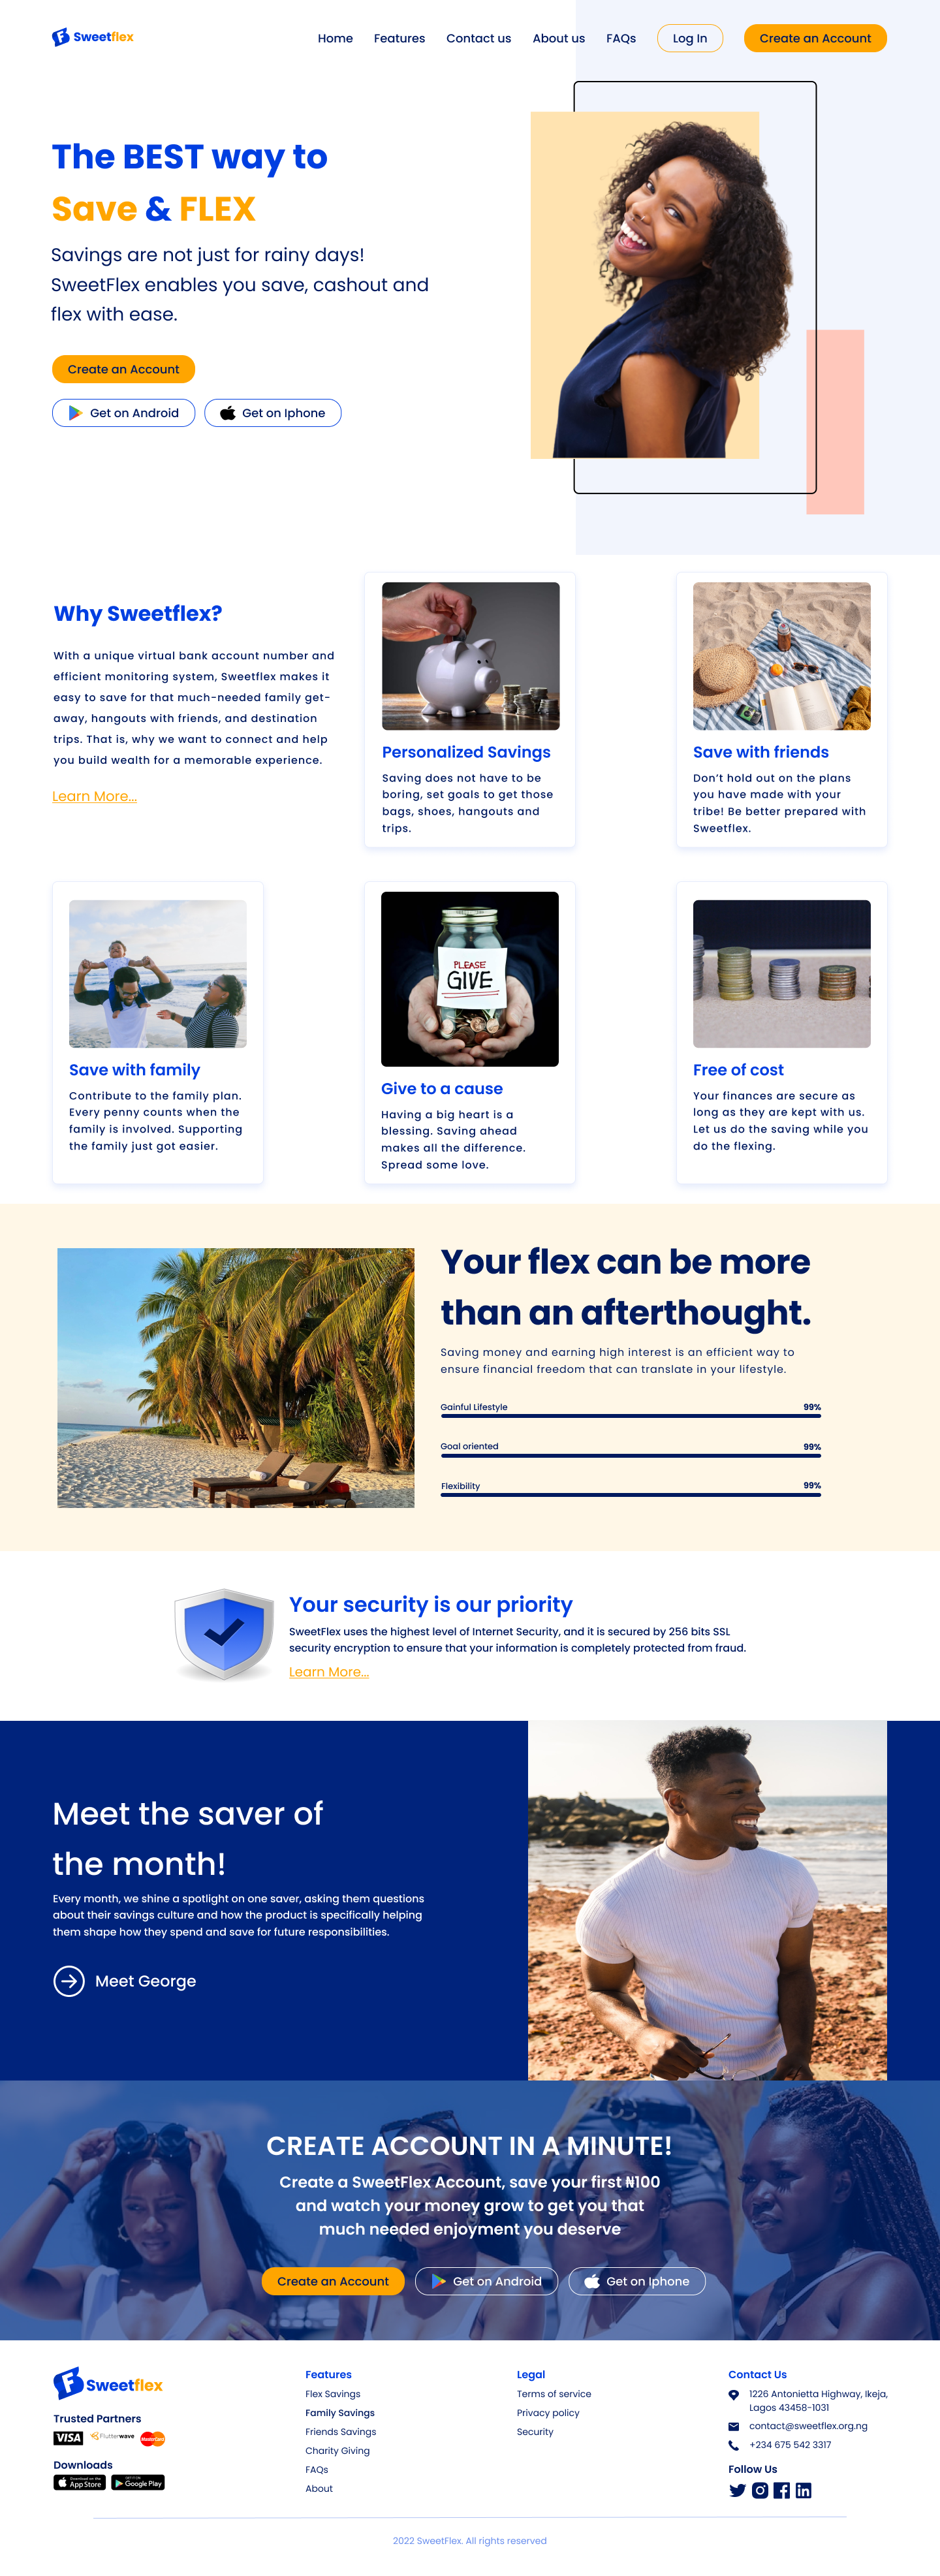 Sweetflex
Home Features Contact us About us FAQs Log In Create an Account
The BEST way to
Save & FLEX
Savings are not just for rainy days!
SweetFlex enables you save, cashout and
flex with ease.
Create an Account
Get on Android Get on Iphone
Why Sweetflex?
With a unique virtual bank account number and
efficient monitoring system, Sweetflex makes it
easy to save for that much-needed family get-
away, hangouts with friends, and destination
trips. That is, why we want to connect and help
you build wealth for a memorable experience.
Learn More...
Personalized Savings
Saving does not have to be
boring, set goals to get those
bags, shoes, hangouts and
trips.
Save with friends
Don’t hold out on the plans
you have made with your
tribe! Be better prepared with
Sweetflex.
Save with family
Contribute to the family plan.
Every penny counts when the
family is involved. Supporting
the family just got easier.
PLEASE
GIVE
Give to a cause
Having a big heart is a
blessing. Saving ahead
makes all the difference.
Spread some love.
Free of cost
Your finances are secure as
long as they are kept with us.
Let us do the saving while you
do the flexing.
Your flex can be more
than an afterthought.
Saving money and earning high interest is an efficient way to
ensure financial freedom that can translate in your lifestyle.
Gainful Lifestyle 99%
Goal oriented 99%
Flexibility 99%
Your security is our priority
SweetFlex uses the highest level of Internet Security, and it is secured by 256 bits SSL
security encryption to ensure that your information is completely protected from fraud.
Learn More...
Meet the saver of
the month!
Every month, we shine a spotlight on one saver, asking them questions
about their savings culture and how the product is specifically helping
them shape how they spend and save for future responsibilities.
Meet George
CREATE ACCOUNT IN A MINUTE!
Create a SweetFlex Account, save your first ₦100
and watch your money grow to get you that
much needed enjoyment you deserve
Create an Account Get on Android Get on Iphone
Sweetflex
Trusted Partners
VISA Flutterwave MasterCard
Downloads
Download on the App Store
GET IT ON Google Play
Features
Flex Savings
Family Savings
Friends Savings
Charity Giving
FAQs
About
Legal
Terms of service
Privacy policy
Security
Contact Us
1226 Antonietta Highway, Ikeja,
Lagos 43458-1031
contact@sweetflex.org.ng
+234 675 542 3317
Follow Us
2022 SweetFlex. All rights reserved